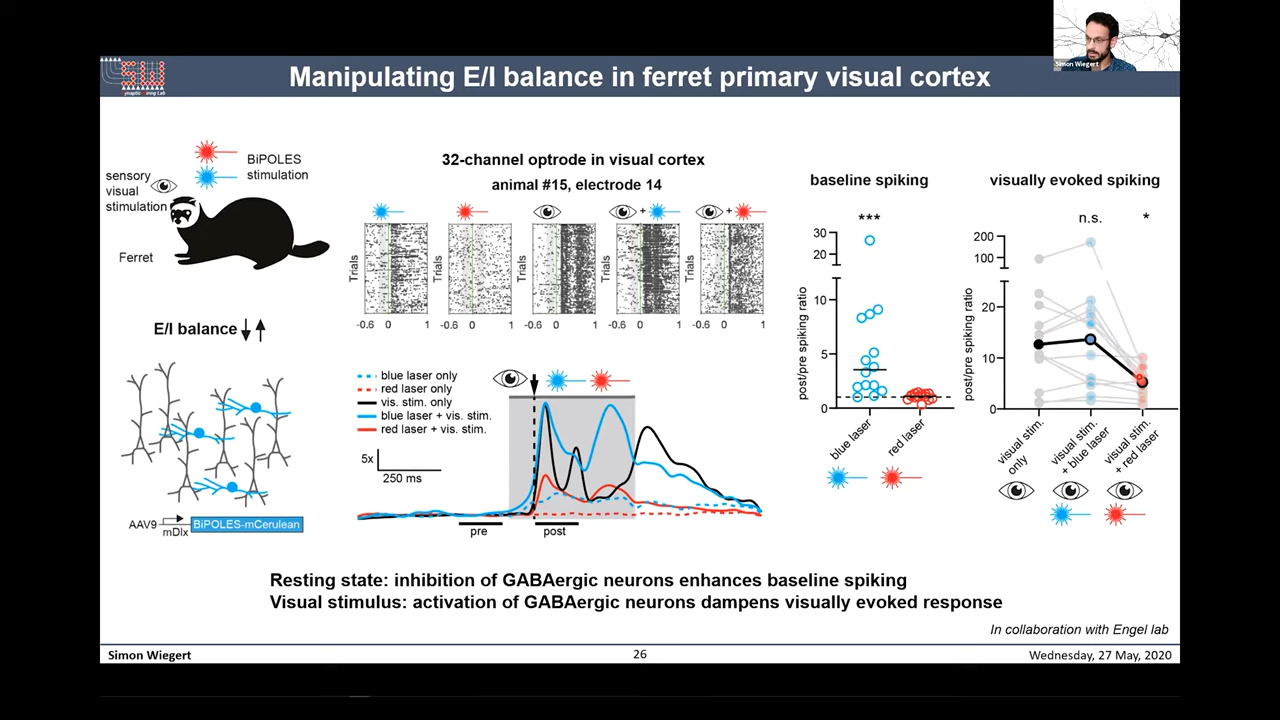 Simon Wiegert
Synaptic Wiring Lab
Manipulating E/I balance in ferret primary visual cortex
BiPOLES
stimulation
sensory
visual
stimulation
Ferret
E/I balance
AAV9
mDlx
BiPOLES-mCerulean
32-channel optrode in visual cortex
animal #15, electrode 14
+ +
Trials Trials Trials Trials Trials
-0.6 0 1 -0.6 0 1 -0.6 0 1 -0.6 0 1 -0.6 0 1
blue laser only
red laser only
vis. stim. only
blue laser + vis. stim.
red laser + vis. stim.
5x
250 ms
pre post
baseline spiking
***
post/pre spiking ratio
30
20
10
5
0
blue laser
red laser
visually evoked spiking
n.s. *
post/pre spiking ratio
200
100
20
10
0
visual stim.
only
visual stim.
+ blue laser
visual stim.
+ red laser
Resting state: inhibition of GABAergic neurons enhances baseline spiking
Visual stimulus: activation of GABAergic neurons dampens visually evoked response
In collaboration with Engel lab
Simon Wiegert 26 Wednesday, 27 May, 2020